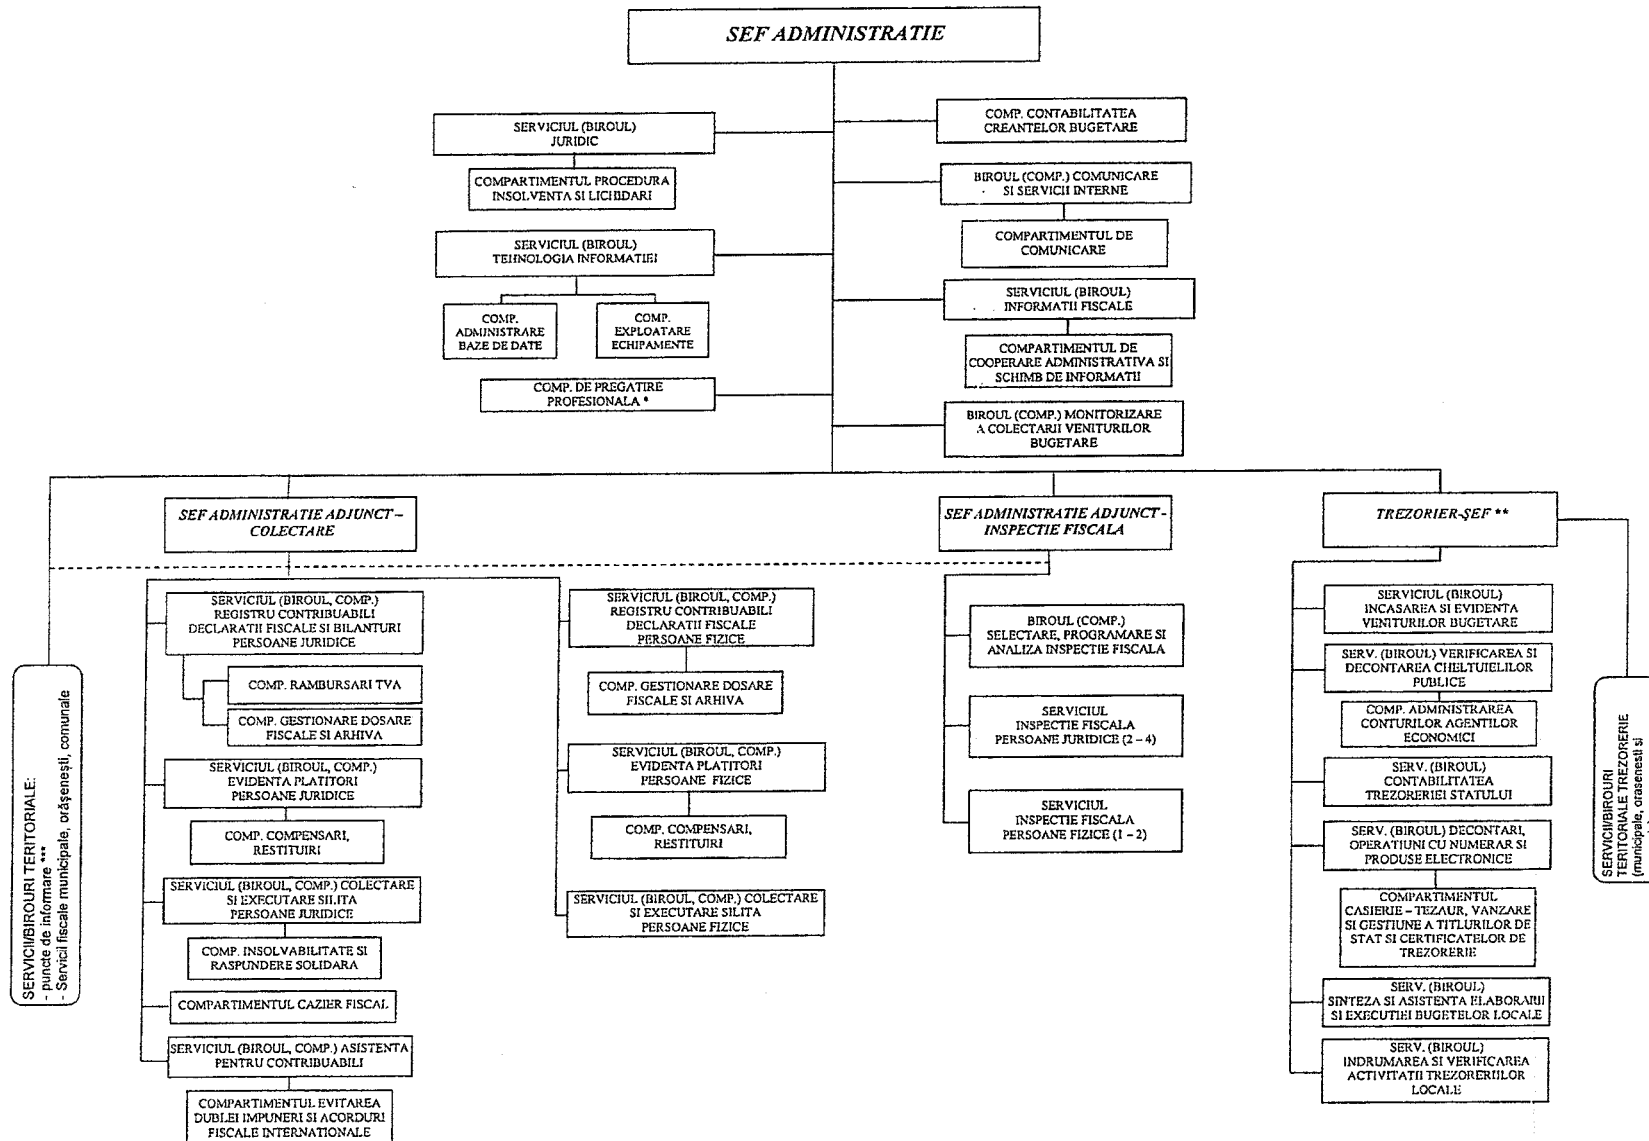 SEF ADMINISTRATIE
SERVICIUL (BIROUL)
JURIDIC
COMPARTIMENTUL PROCEDURA
INSOLVENTA SI LICHIDARI
SERVICIUL (BIROUL)
TEHNOLOGIA INFORMATIEI
COMP.
ADMINISTRARE
BAZE DE DATE
COMP.
EXPLOATARE
ECHIPAMENTE
COMP. DE PREGATIRE
PROFESIONALA *
COMP. CONTABILITATEA
CREANTELOR BUGETARE
BIROUL (COMP.) COMUNICARE
SI SERVICII INTERNE
COMPARTIMENTUL DE
COMUNICARE
SERVICIUL (BIROUL)
INFORMATII FISCALE
COMPARTIMENTUL DE
COOPERARE ADMINISTRATIVA SI
SCHIMB DE INFORMATII
BIROUL (COMP.) MONITORIZARE
A COLECTARII VENITURILOR
BUGETARE
SEF ADMINISTRATIE ADJUNCT –
COLECTARE
SEF ADMINISTRATIE ADJUNCT-
INSPECTIE FISCALA
TREZORIER-ŞEF **
SERVICII/BIROURI TERITORIALE:
- puncte de informare ***
- Servicii fiscale municipale, orăşeneşti, comunale
SERVICIUL (BIROUL, COMP.)
REGISTRU CONTRIBUABILI
DECLARATII FISCALE SI BILANTURI
PERSOANE JURIDICE
COMP. RAMBURSARI TVA
COMP. GESTIONARE DOSARE
FISCALE SI ARHIVA
SERVICIUL (BIROUL, COMP.)
EVIDENTA PLATITORI
PERSOANE JURIDICE
COMP. COMPENSARI,
RESTITUIRI
SERVICIUL (BIROUL, COMP.) COLECTARE
SI EXECUTARE SILITA
PERSOANE JURIDICE
COMP. INSOLVABILITATE SI
RASPUNDERE SOLIDARA
COMPARTIMENTUL CAZIER FISCAL
SERVICIUL (BIROUL, COMP.) ASISTENTA
PENTRU CONTRIBUABILI
COMPARTIMENTUL EVITAREA
DUBLEI IMPUNERI SI ACORDURI
FISCALE INTERNATIONALE
SERVICIUL (BIROUL, COMP.)
REGISTRU CONTRIBUABILI
DECLARATII FISCALE
PERSOANE FIZICE
COMP. GESTIONARE DOSARE
FISCALE SI ARHIVA
SERVICIUL (BIROUL, COMP.)
EVIDENTA PLATITORI
PERSOANE FIZICE
COMP. COMPENSARI,
RESTITUIRI
SERVICIUL (BIROUL, COMP.) COLECTARE
SI EXECUTARE SILITA
PERSOANE FIZICE
BIROUL (COMP.)
SELECTARE, PROGRAMARE SI
ANALIZA INSPECTIE FISCALA
SERVICIUL
INSPECTIE FISCALA
PERSOANE JURIDICE (2 – 4)
SERVICIUL
INSPECTIE FISCALA
PERSOANE FIZICE (1 – 2)
SERVICIUL (BIROUL)
INCASAREA SI EVIDENTA
VENITURILOR BUGETARE
SERV. (BIROUL) VERIFICAREA SI
DECONTAREA CHELTUIELILOR
PUBLICE
COMP. ADMINISTRAREA
CONTURILOR AGENTILOR
ECONOMICI
SERV. (BIROUL)
CONTABILITATEA
TREZORERIEI STATULUI
SERV. (BIROUL) DECONTARI,
OPERATIUNI CU NUMERAR SI
PRODUSE ELECTRONICE
COMPARTIMENTUL
CASIERIE – TEZAUR, VANZARE
SI GESTIUNE A TITLURILOR DE
STAT SI CERTIFICATELOR DE
TREZORERIE
SERV. (BIROUL)
SINTEZA SI ASISTENTA ELABORARII
SI EXECUTIEI BUGETELOR LOCALE
SERV. (BIROUL)
INDRUMAREA SI VERIFICAREA
ACTIVITATII TREZORERIILOR
LOCALE
SERVICII/BIROURI
TERITORIALE TREZORERIE
(municipale, orasenesti si